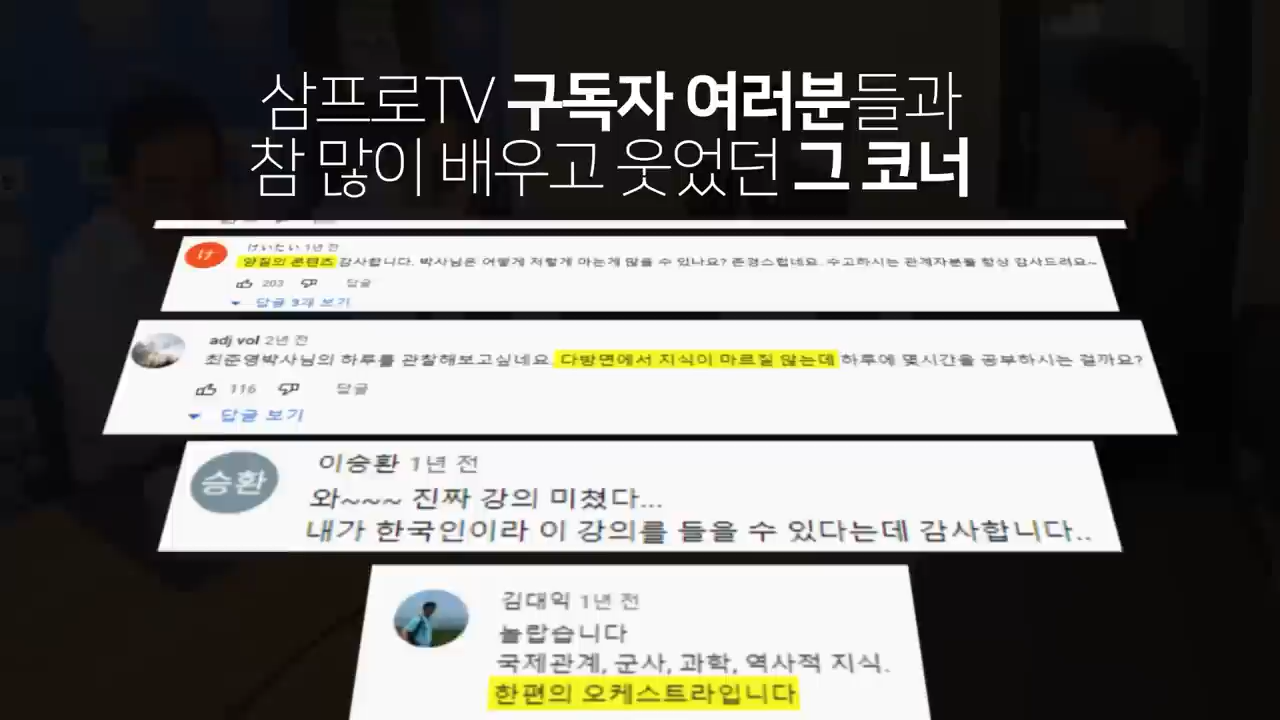 삼프로TV 구독자 여러분들과
참 많이 배우고 웃었던 그 코너
け
けいたい 1년 전
양질의 콘텐츠 감사합니다. 박사님은 어떻게 저렇게 아는게 많을 수 있나요? 존경스럽네요. 수고하시는 관계자분들 항상 감사드려요~
203 답글
답글 3개 보기
adj vol 2년 전
최준영박사님의 하루를 관찰해보고싶네요. 다방면에서 지식이 마르질 않는데 하루에 몇시간을 공부하시는 걸까요?
116 답글
답글 보기
승환
이승환 1년 전
와~~~ 진짜 강의 미쳤다...
내가 한국인이라 이 강의를 들을 수 있다는데 감사합니다..
김대익 1년 전
놀랍습니다
국제관계, 군사, 과학, 역사적 지식.
한편의 오케스트라입니다